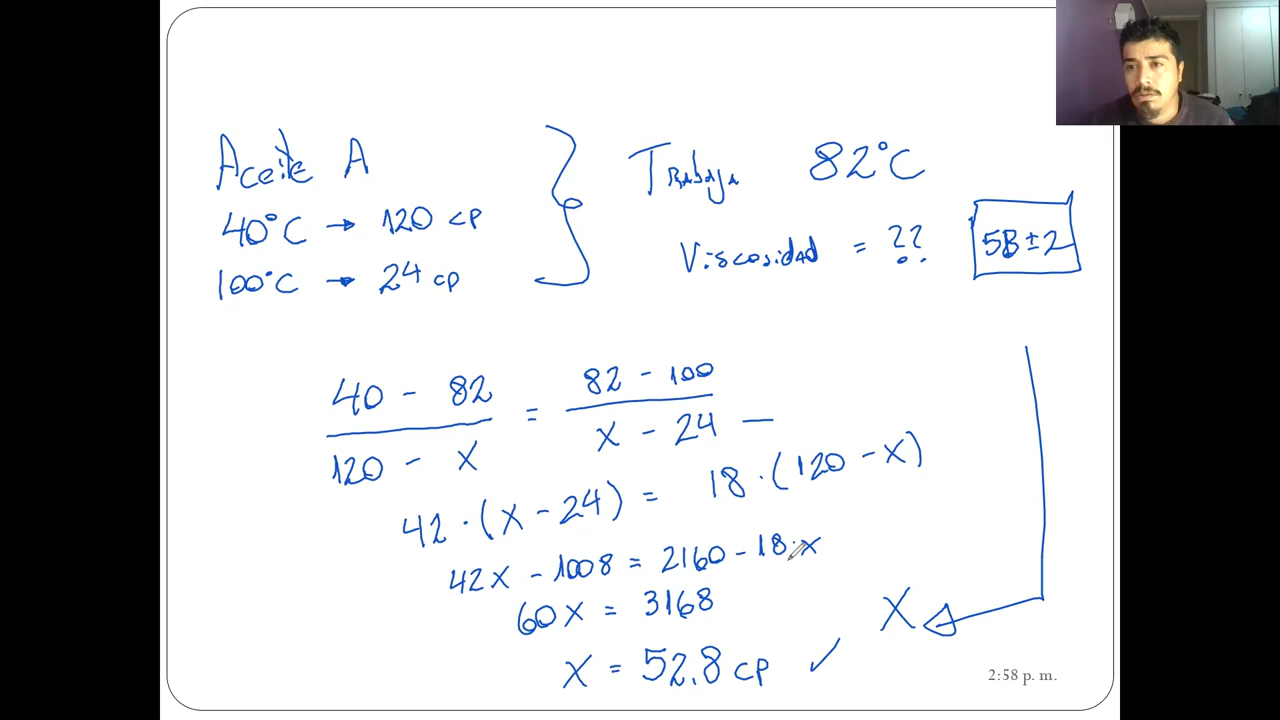 Aceite A
40°C → 120 cp
100°C → 24 cp
Trabaja 82°C
Viscosidad = ??
58 ± 2
40 - 82 = 82 - 100
120 - x x - 24
42 · (x - 24) = 18 · (120 - x)
42x - 1008 = 2160 - 18·x
60x = 3168
x = 52.8 cp ✓
X
2:58 p. m.